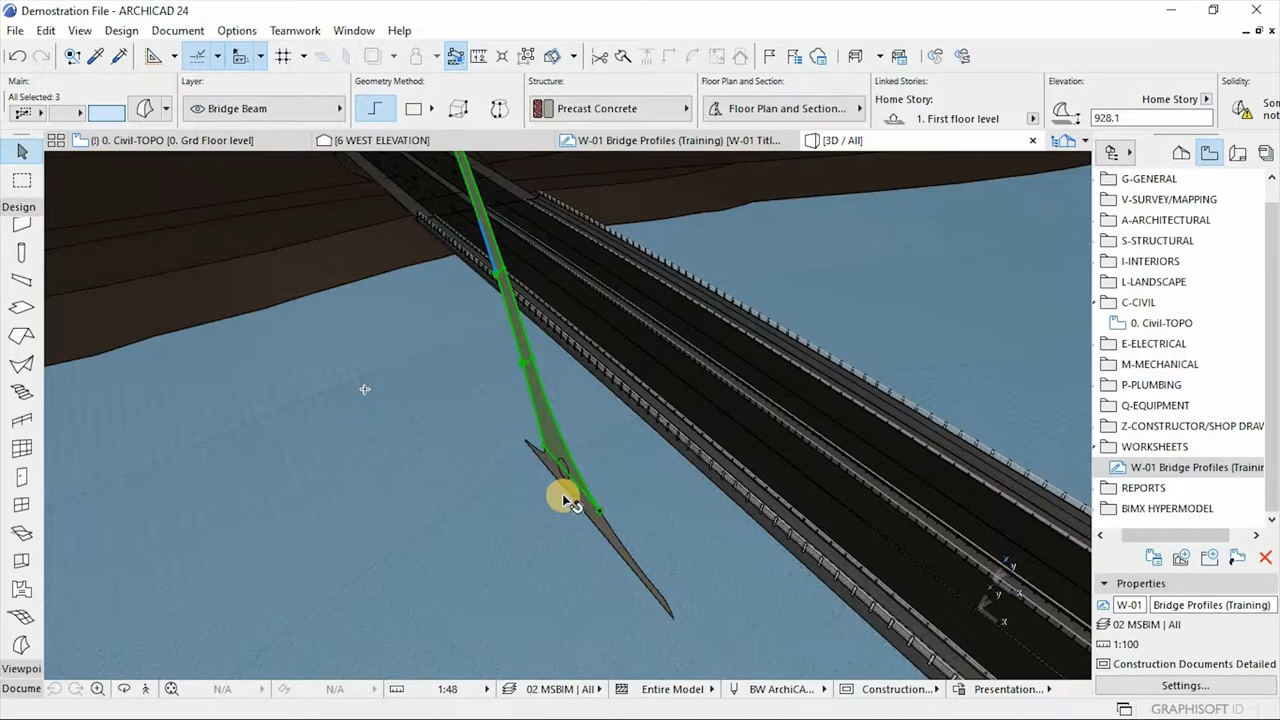 Demostration File - ARCHICAD 24
File Edit View Design Document Options Teamwork Window Help
Main: Layer: Geometry Method: Structure: Floor Plan and Section: Linked Stories: Elevation: Solidity:
All Selected: 3
Bridge Beam
Precast Concrete
Floor Plan and Section...
Home Story:
1. First floor level
Home Story
928.1
Som
not
(!) 0. Civil-TOPO [0. Grd Floor level]
[6 WEST ELEVATION]
W-01 Bridge Profiles (Training) [W-01 Titl...
[3D / All]
Design
Viewpoi
Docume
G-GENERAL
V-SURVEY/MAPPING
A-ARCHITECTURAL
S-STRUCTURAL
I-INTERIORS
L-LANDSCAPE
C-CIVIL
0. Civil-TOPO
E-ELECTRICAL
M-MECHANICAL
P-PLUMBING
Q-EQUIPMENT
Z-CONSTRUCTOR/SHOP DRAW
WORKSHEETS
W-01 Bridge Profiles (Trainin
REPORTS
BIMX HYPERMODEL
Properties
W-01 Bridge Profiles (Training)
02 MSBIM | All
1:100
Construction Documents Detailed
Settings...
x y
y x
x
N/A N/A 1:48 02 MSBIM | All Entire Model BW ArchiCA... Construction... Presentation...
GRAPHISOFT ID